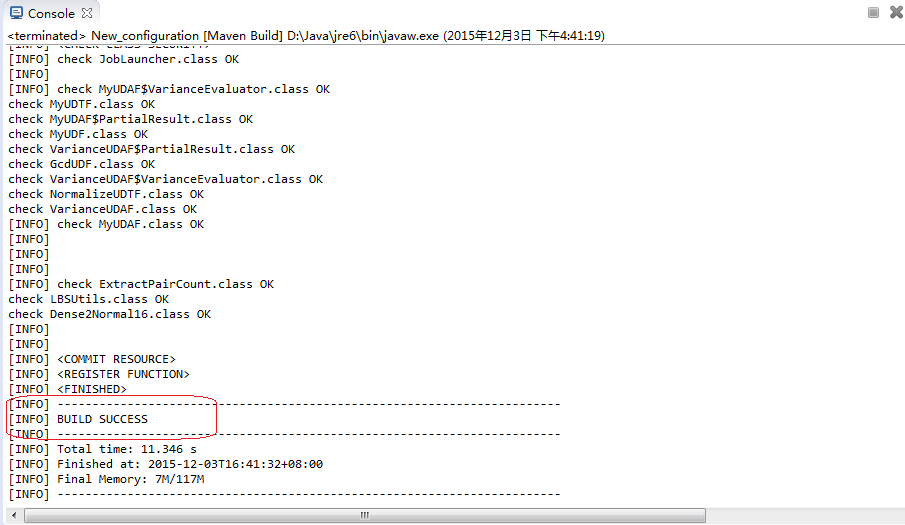 Console
<terminated> New_configuration [Maven Build] D:\Java\jre6\bin\javaw.exe (2015年12月3日 下午4:41:19)
[INFO] <CHECK CLASS SECURITY>
[INFO] check JobLauncher.class OK
[INFO]
[INFO] check MyUDAF$VarianceEvaluator.class OK
check MyUDTF.class OK
check MyUDAF$PartialResult.class OK
check MyUDF.class OK
check VarianceUDAF$PartialResult.class OK
check GcdUDF.class OK
check VarianceUDAF$VarianceEvaluator.class OK
check NormalizeUDTF.class OK
check VarianceUDAF.class OK
[INFO] check MyUDAF.class OK
[INFO]
[INFO]
[INFO]
[INFO] check ExtractPairCount.class OK
check LBSUtils.class OK
check Dense2Normal16.class OK
[INFO]
[INFO]
[INFO] <COMMIT RESOURCE>
[INFO] <REGISTER FUNCTION>
[INFO] <FINISHED>
[INFO] ------------------------------------------------------------------------
[INFO] BUILD SUCCESS
[INFO] ------------------------------------------------------------------------
[INFO] Total time: 11.346 s
[INFO] Finished at: 2015-12-03T16:41:32+08:00
[INFO] Final Memory: 7M/117M
[INFO] ------------------------------------------------------------------------